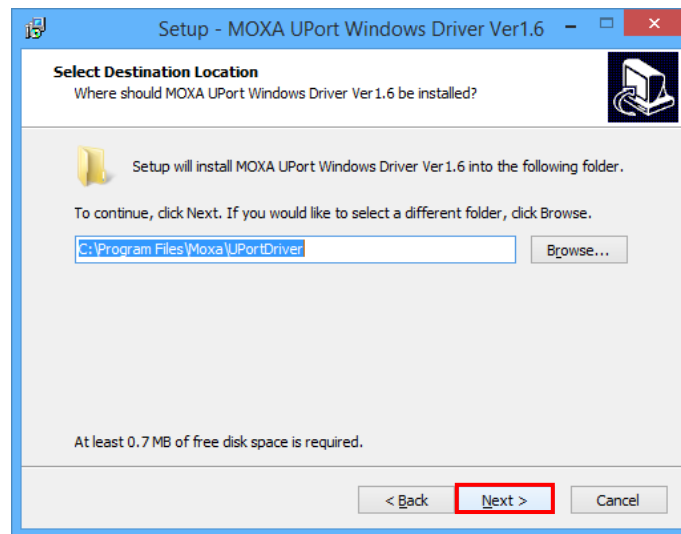 Setup - MOXA UPort Windows Driver Ver1.6
Select Destination Location
Where should MOXA UPort Windows Driver Ver1.6 be installed?
Setup will install MOXA UPort Windows Driver Ver1.6 into the following folder.
To continue, click Next. If you would like to select a different folder, click Browse.
C:\Program Files\Moxa\UPortDriver
Browse...
At least 0.7 MB of free disk space is required.
< Back Next > Cancel